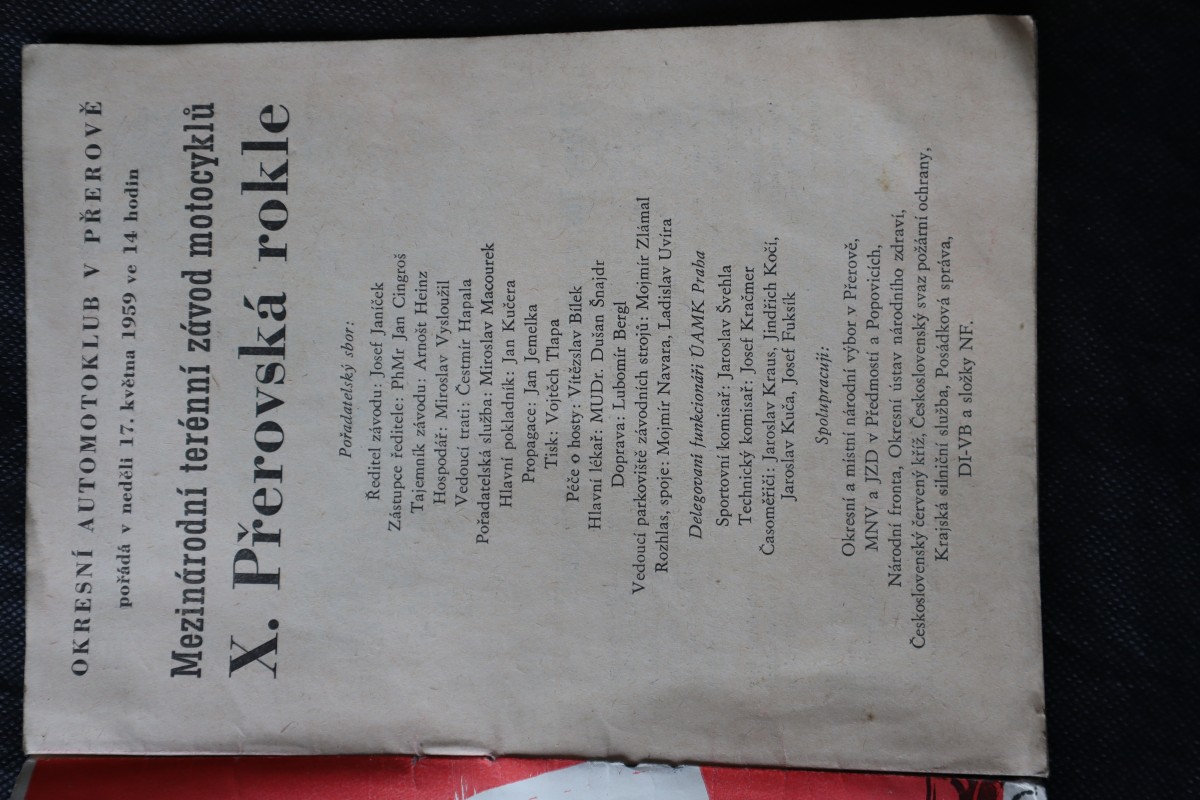 OKRESNÍ AUTOMOTOKLUB V PŘEROVĚ
pořádá v neděli 17. května 1959 ve 14 hodin
Mezinárodní terénní závod motocyklů
X. Přerovská rokle
Pořadatelský sbor:
Ředitel závodu: Josef Janíček
Zástupce ředitele: PhMr Jan Cingroš
Tajemník závodu: Arnošt Heinz
Hospodář: Miroslav Vysloužil
Vedoucí trati: Čestmír Hapala
Pořadatelská služba: Miroslav Macourek
Hlavní pokladník: Jan Kučera
Propagace: Jan Jemelka
Tisk: Vojtěch Tlapa
Péče o hosty: Vítězslav Bílek
Hlavní lékař: MUDr. Dušan Šnajdr
Doprava: Lubomír Bergl
Vedoucí parkoviště závodních strojů: Mojmír Zlámal
Rozhlas, spoje: Mojmír Navara, Ladislav Uvíra
Delegovaní funkcionáři ÚAMK Praha
Sportovní komisař: Jaroslav Švehla
Technický komisař: Josef Kračmer
Časoměřiči: Jaroslav Kraus, Jindřich Kočí,
Jaroslav Kuča, Josef Fuksík
Spolupracují:
Okresní a místní národní výbor v Přerově,
MNV a JZD v Předmostí a Popovicích,
Národní fronta, Okresní ústav národního zdraví,
Československý červený kříž, Československý svaz požární ochrany,
Krajská silniční služba, Posádková správa,
DI-VB a složky NF.